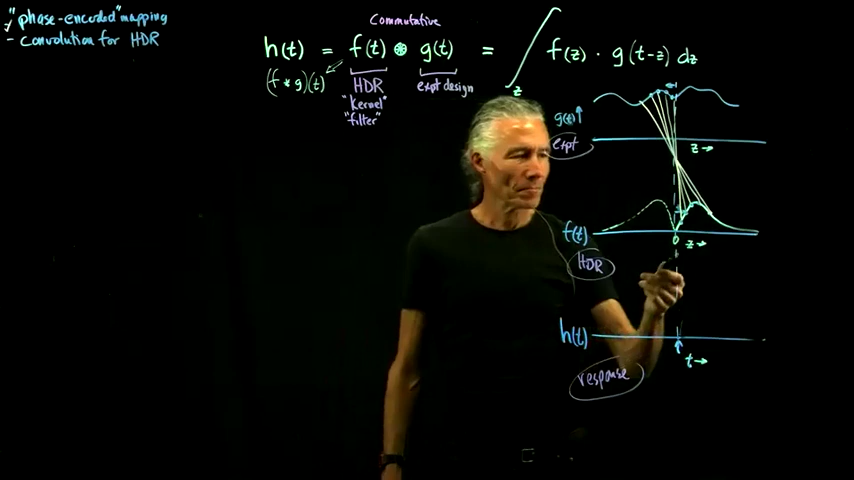 "phase-encoded" mapping
- convolution for HDR
Commutative
h(t) = f(t) ⊛ g(t) = ∫ f(z) · g(t-z) dz
z
(f * g)(t)
HDR
"kernel"
"filter"
expt design
g(t)↑
expt
z→
f(t)
HDR
0
z→
h(t)
t→
response